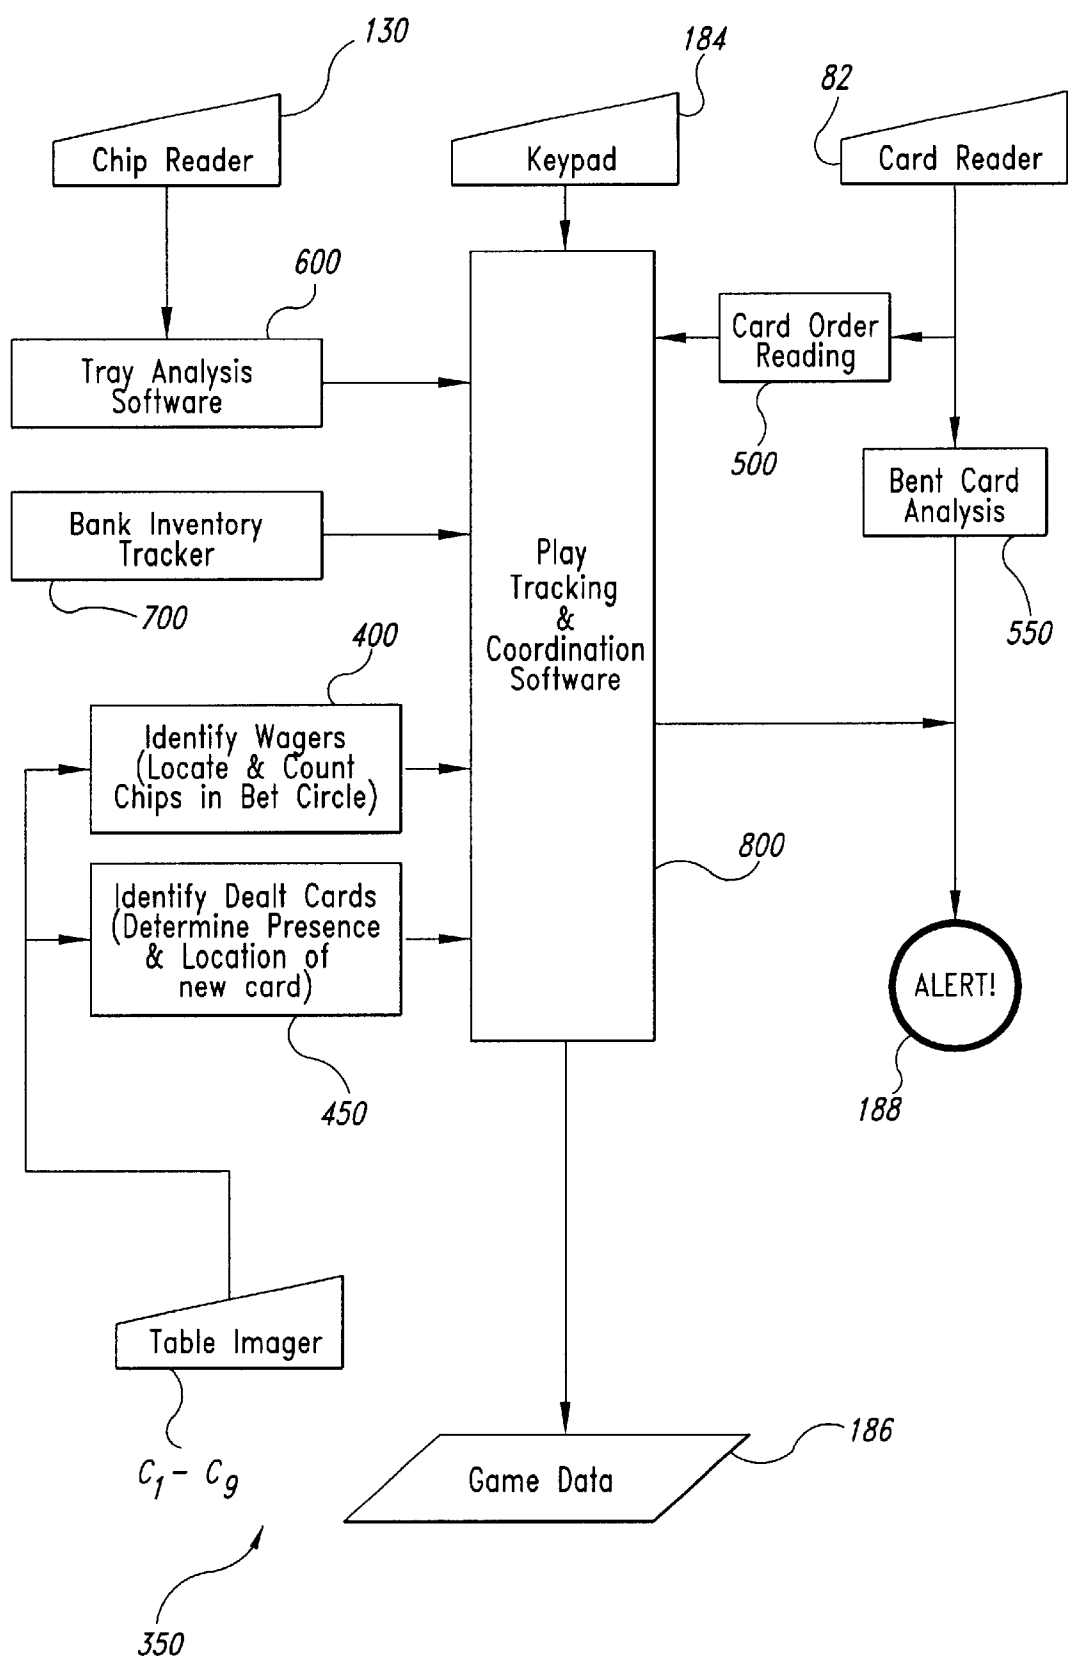 130
184
82
Chip Reader
Keypad
Card Reader
600
Card Order
Reading
Tray Analysis
Software
500
Bent Card
Analysis
Bank Inventory
Tracker
700
550
Play
Tracking
&
Coordination
Software
400
Identify Wagers
(Locate & Count
Chips in Bet Circle)
800
Identify Dealt Cards
(Determine Presence
& Location of
new card)
ALERT!
450
188
Table Imager
C1 - C9
186
Game Data
350